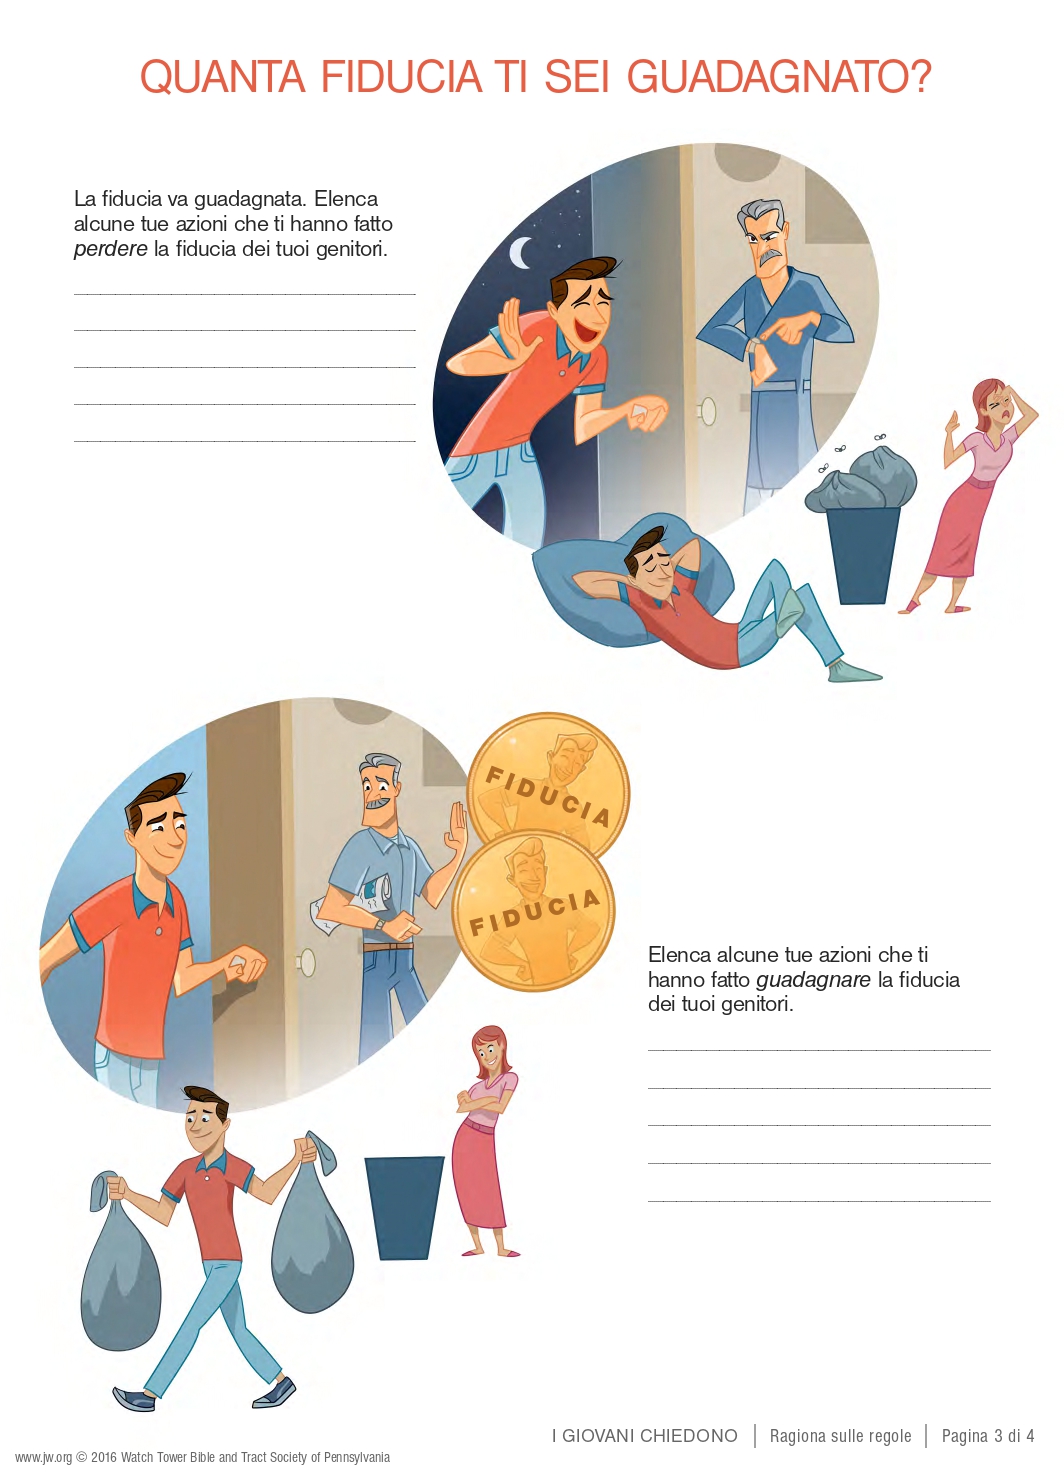 QUANTA FIDUCIA TI SEI GUADAGNATO?
La fiducia va guadagnata. Elenca
alcune tue azioni che ti hanno fatto
perdere la fiducia dei tuoi genitori.
FIDUCIA
FIDUCIA
Elenca alcune tue azioni che ti
hanno fatto guadagnare la fiducia
dei tuoi genitori.
I GIOVANI CHIEDONO | Ragiona sulle regole | Pagina 3 di 4
www.jw.org © 2016 Watch Tower Bible and Tract Society of Pennsylvania